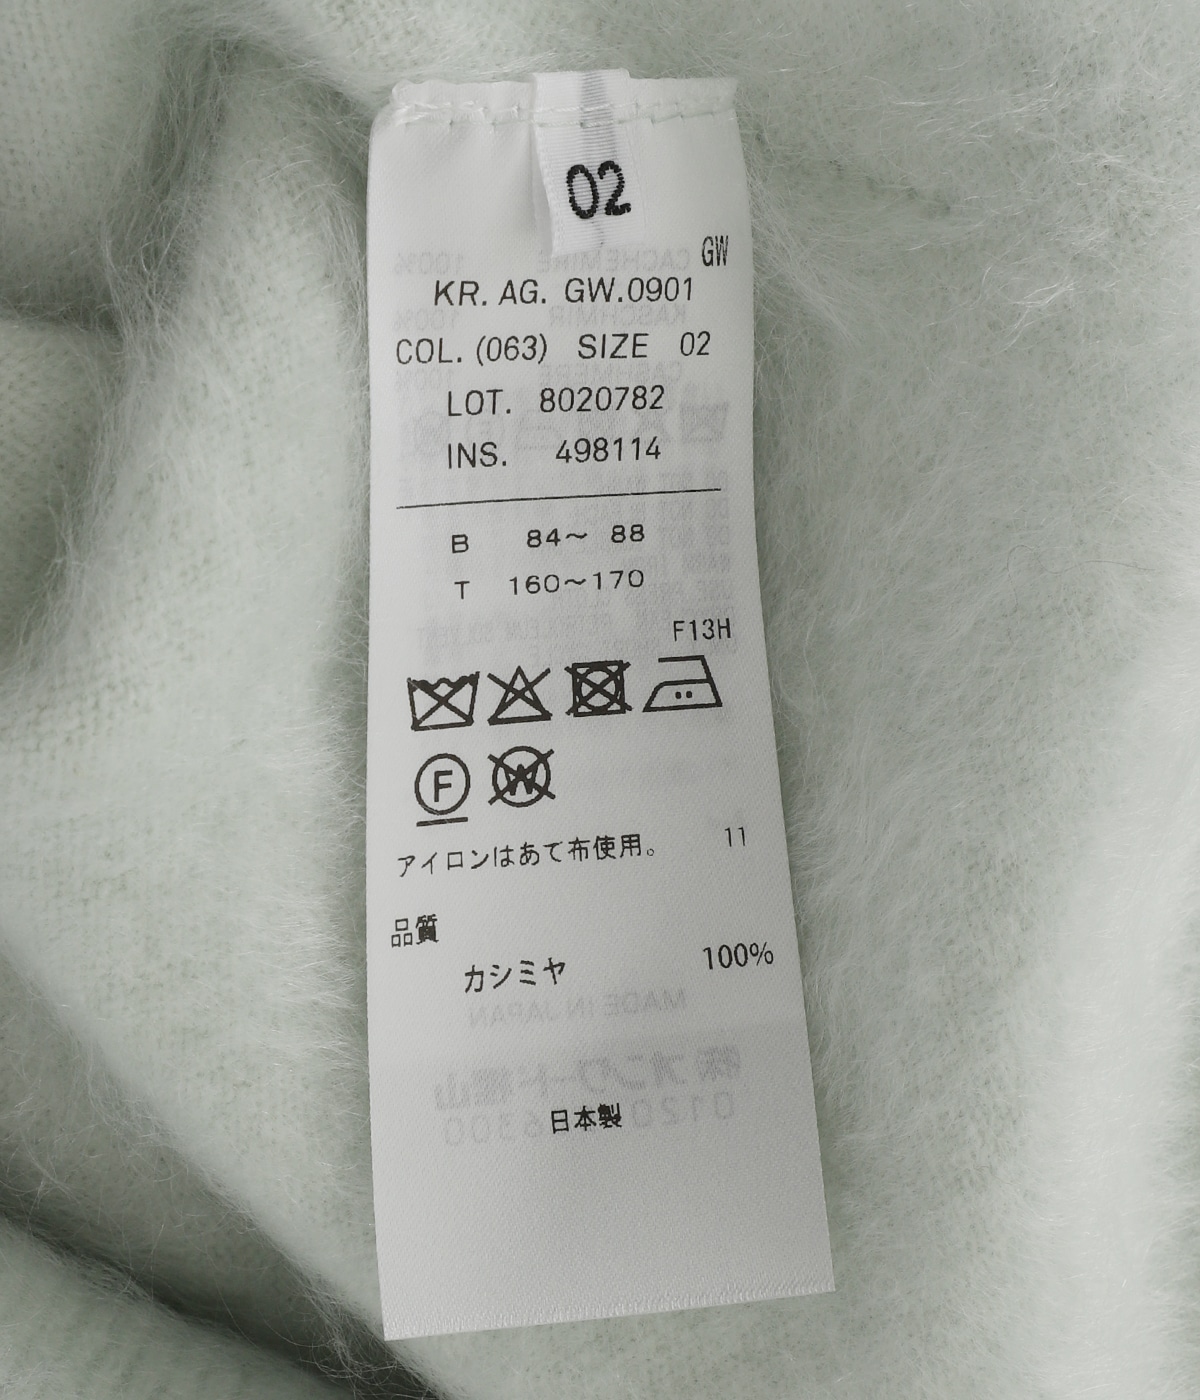 02
GW
KR. AG. GW.0901
COL. (063) SIZE 02
LOT. 8020782
INS. 498114
B 84～ 88
T 160～170
F13H
F
W
アイロンはあて布使用。 11
品質
カシミヤ 100%
日本製